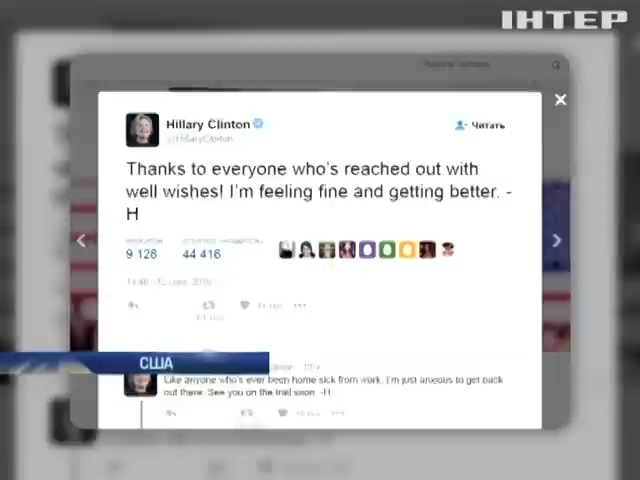 ІНТЕР
Hillary Clinton
@HillaryClinton
Читать
Thanks to everyone who's reached out with
well wishes! I'm feeling fine and getting better. -
H
9 128
44 416
США
Like anyone who's ever been home sick from work, I'm just anxious to get back
out there. See you on the trail soon. -H